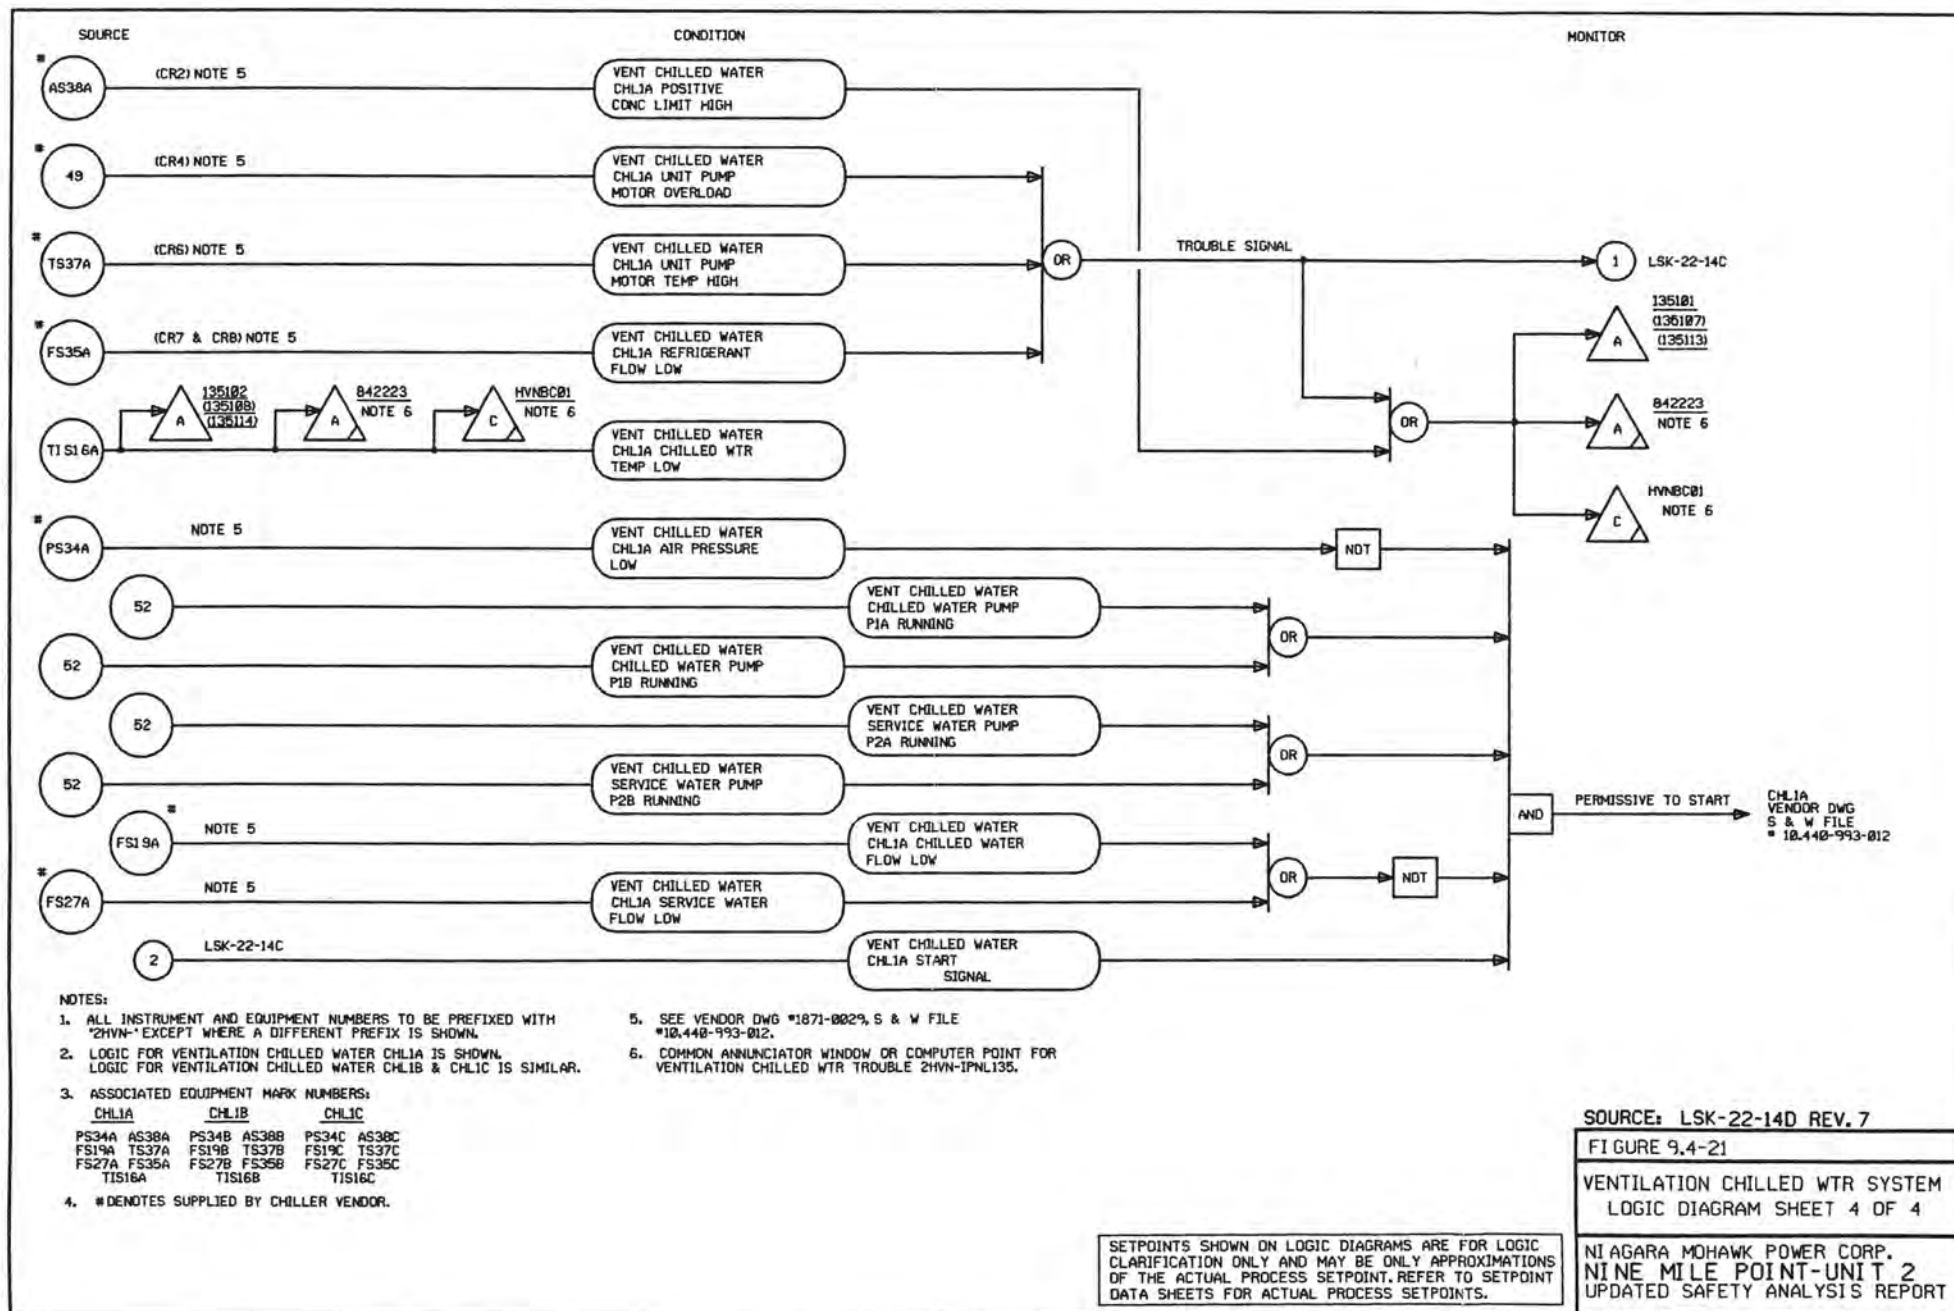 SOURCE
CONDITION
MONITOR
#
AS38A
(CR2) NOTE 5
VENT CHILLED WATER
CHL1A POSITIVE
CONC LIMIT HIGH
#
49
(CR4) NOTE 5
VENT CHILLED WATER
CHL1A UNIT PUMP
MOTOR OVERLOAD
#
TS37A
(CR6) NOTE 5
VENT CHILLED WATER
CHL1A UNIT PUMP
MOTOR TEMP HIGH
OR
TROUBLE SIGNAL
1
LSK-22-14C
#
FS35A
(CR7 & CR8) NOTE 5
VENT CHILLED WATER
CHL1A REFRIGERANT
FLOW LOW
135101
(135107)
(135113)
A
TIS16A
A
135102
(135108)
(135114)
A
842223
NOTE 6
C
HVNBC01
NOTE 6
VENT CHILLED WATER
CHL1A CHILLED WTR
TEMP LOW
OR
A
842223
NOTE 6
C
HVNBC01
NOTE 6
#
PS34A
NOTE 5
VENT CHILLED WATER
CHL1A AIR PRESSURE
LOW
NOT
52
VENT CHILLED WATER
CHILLED WATER PUMP
P1A RUNNING
OR
52
VENT CHILLED WATER
CHILLED WATER PUMP
P1B RUNNING
52
VENT CHILLED WATER
SERVICE WATER PUMP
P2A RUNNING
OR
52
VENT CHILLED WATER
SERVICE WATER PUMP
P2B RUNNING
AND
PERMISSIVE TO START
CHL1A
VENDOR DWG
S & W FILE
# 10.440-993-012
#
FS19A
NOTE 5
VENT CHILLED WATER
CHL1A CHILLED WATER
FLOW LOW
OR
NOT
#
FS27A
NOTE 5
VENT CHILLED WATER
CHL1A SERVICE WATER
FLOW LOW
2
LSK-22-14C
VENT CHILLED WATER
CHL1A START
SIGNAL
NOTES:
1. ALL INSTRUMENT AND EQUIPMENT NUMBERS TO BE PREFIXED WITH
"2HVN-" EXCEPT WHERE A DIFFERENT PREFIX IS SHOWN.
2. LOGIC FOR VENTILATION CHILLED WATER CHL1A IS SHOWN.
LOGIC FOR VENTILATION CHILLED WATER CHL1B & CHL1C IS SIMILAR.
3. ASSOCIATED EQUIPMENT MARK NUMBERS:
CHL1A CHL1B CHL1C
PS34A AS38A PS34B AS38B PS34C AS38C
FS19A TS37A FS19B TS37B FS19C TS37C
FS27A FS35A FS27B FS35B FS27C FS35C
TIS16A TIS16B TIS16C
4. # DENOTES SUPPLIED BY CHILLER VENDOR.
5. SEE VENDOR DWG #1871-0029, S & W FILE
#10.440-993-012.
6. COMMON ANNUNCIATOR WINDOW OR COMPUTER POINT FOR
VENTILATION CHILLED WTR TROUBLE 2HVN-IPNL135.
SETPOINTS SHOWN ON LOGIC DIAGRAMS ARE FOR LOGIC
CLARIFICATION ONLY AND MAY BE ONLY APPROXIMATIONS
OF THE ACTUAL PROCESS SETPOINT. REFER TO SETPOINT
DATA SHEETS FOR ACTUAL PROCESS SETPOINTS.
SOURCE: LSK-22-14D REV. 7
FIGURE 9.4-21
VENTILATION CHILLED WTR SYSTEM
LOGIC DIAGRAM SHEET 4 OF 4
NIAGARA MOHAWK POWER CORP.
NINE MILE POINT-UNIT 2
UPDATED SAFETY ANALYSIS REPORT